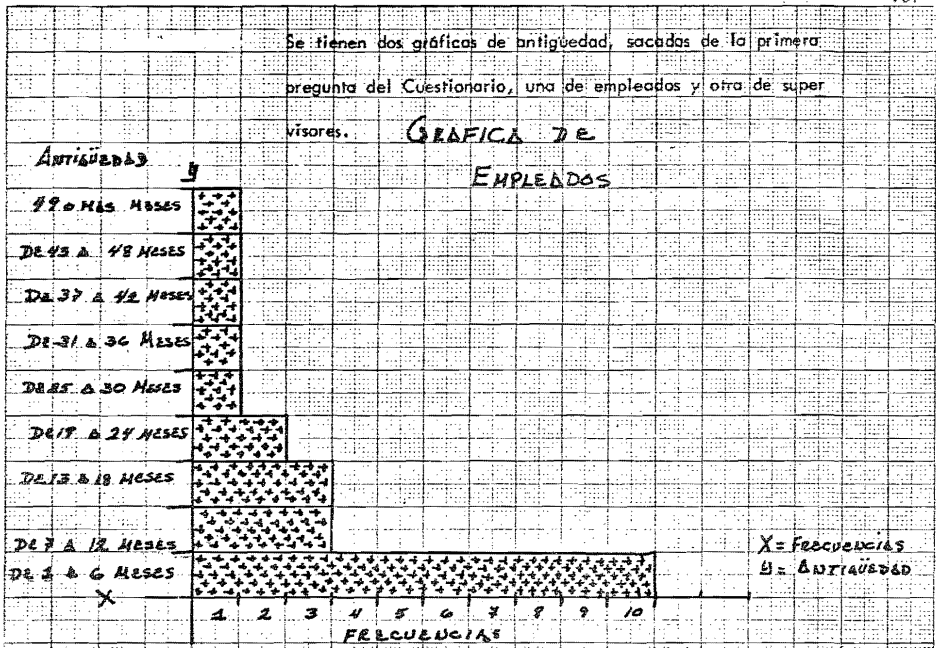 Se tienen dos gráficas de antigüedad, sacadas de la primera
pregunta del Cuestionario, una de empleados y otra de super
visores. GRAFICA DE
EMPLEADOS
ANTIGÜEDAD
y
49 o MÁS MESES
DE 43 A 48 MESES
DE 37 A 42 MESES
DE 31 A 36 MESES
DE 25 A 30 MESES
DE 19 A 24 MESES
DE 13 A 18 MESES
DE 7 A 12 MESES
DE 1 A 6 MESES
X
X = FRECUENCIAS
y = ANTIGÜEDAD
1 2 3 4 5 6 7 8 9 10
FRECUENCIAS